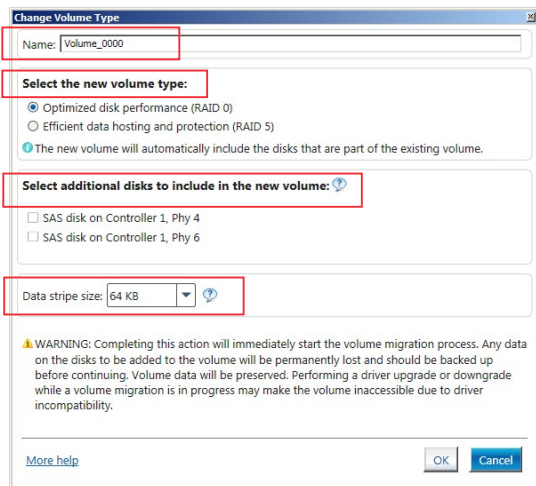 Change Volume Type
Name: Volume_0000
Select the new volume type:
Optimized disk performance (RAID 0)
Efficient data hosting and protection (RAID 5)
The new volume will automatically include the disks that are part of the existing volume.
Select additional disks to include in the new volume:
SAS disk on Controller 1, Phy 4
SAS disk on Controller 1, Phy 6
Data stripe size: 64 KB
WARNING: Completing this action will immediately start the volume migration process. Any data
on the disks to be added to the volume will be permanently lost and should be backed up
before continuing. Volume data will be preserved. Performing a driver upgrade or downgrade
while a volume migration is in progress may make the volume inaccessible due to driver
incompatibility.
More help
OK
Cancel